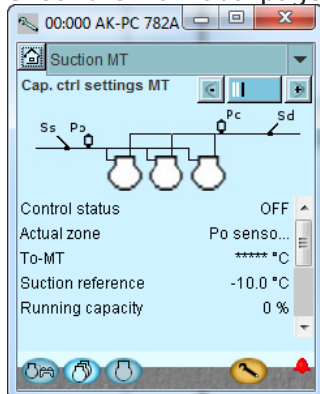 00:000 AK-PC 782A
Suction MT
Cap. ctrl settings MT
Pc Sd
Ss Po
Control status OFF
Actual zone Po senso...
To-MT ***** °C
Suction reference -10.0 °C
Running capacity 0 %